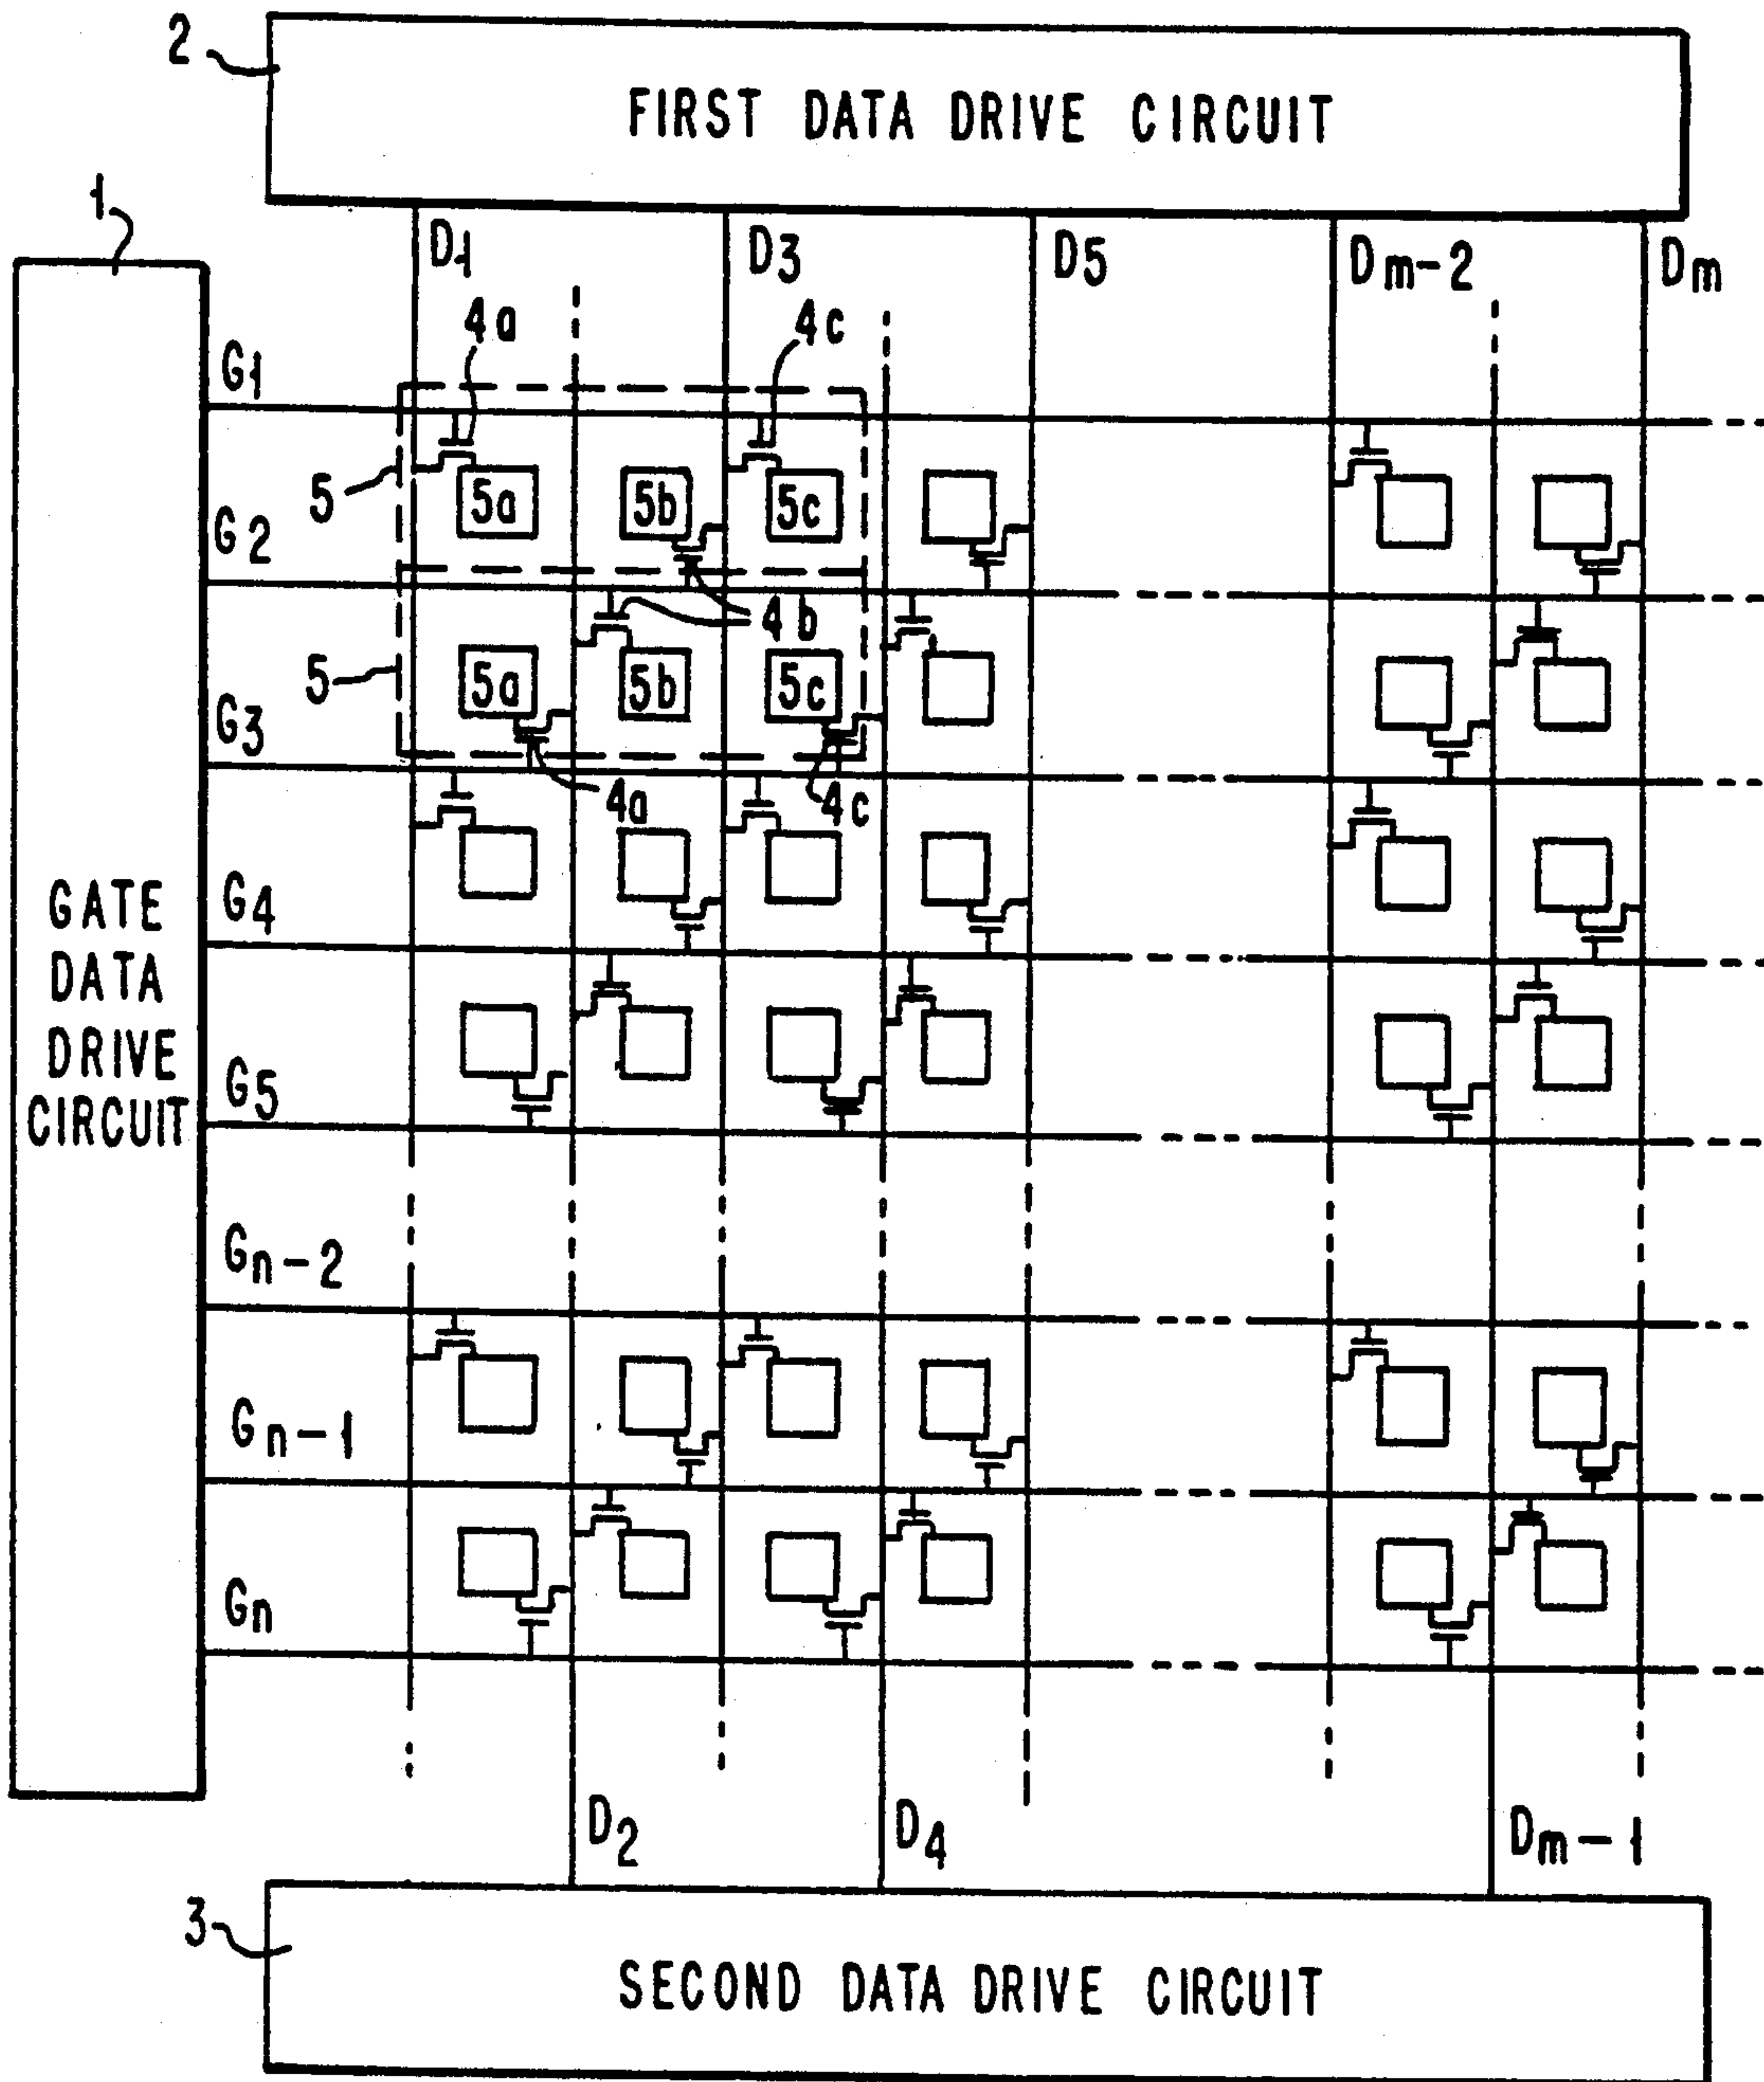 2
FIRST DATA DRIVE CIRCUIT
1
D1
D3
D5
Dm-2
Dm
4a
4c
G1
5
5a
5b
5c
G2
4b
5
5a
5b
5c
G3
4a
4c
GATE
DATA
DRIVE
CIRCUIT
G4
G5
Gn-2
Gn-1
Gn
D2
D4
Dm-1
3
SECOND DATA DRIVE CIRCUIT